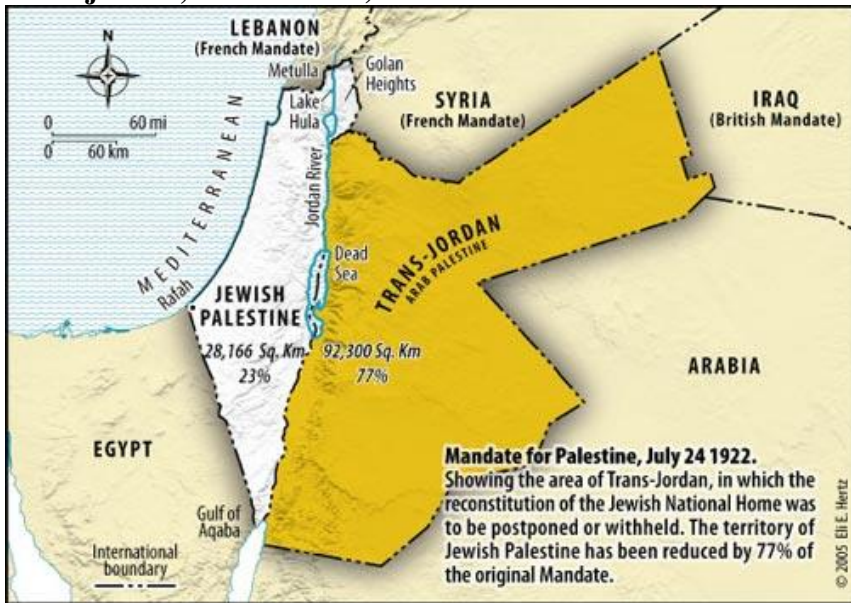 N
LEBANON
(French Mandate)
Metulla
Golan
Heights
Lake
Hula
SYRIA
(French Mandate)
IRAQ
(British Mandate)
0 60 mi
0 60 km
MEDITERRANEAN
Jordan River
TRANS-JORDAN
ARAB PALESTINE
Dead
Sea
Rafah
JEWISH
PALESTINE
28,166 Sq. Km
23%
92,300 Sq. Km
77%
ARABIA
EGYPT
Gulf of
Aqaba
International
boundary
Mandate for Palestine, July 24 1922.
Showing the area of Trans-Jordan, in which the
reconstitution of the Jewish National Home was
to be postponed or withheld. The territory of
Jewish Palestine has been reduced by 77% of
the original Mandate.
© 2005 Eli E. Hertz